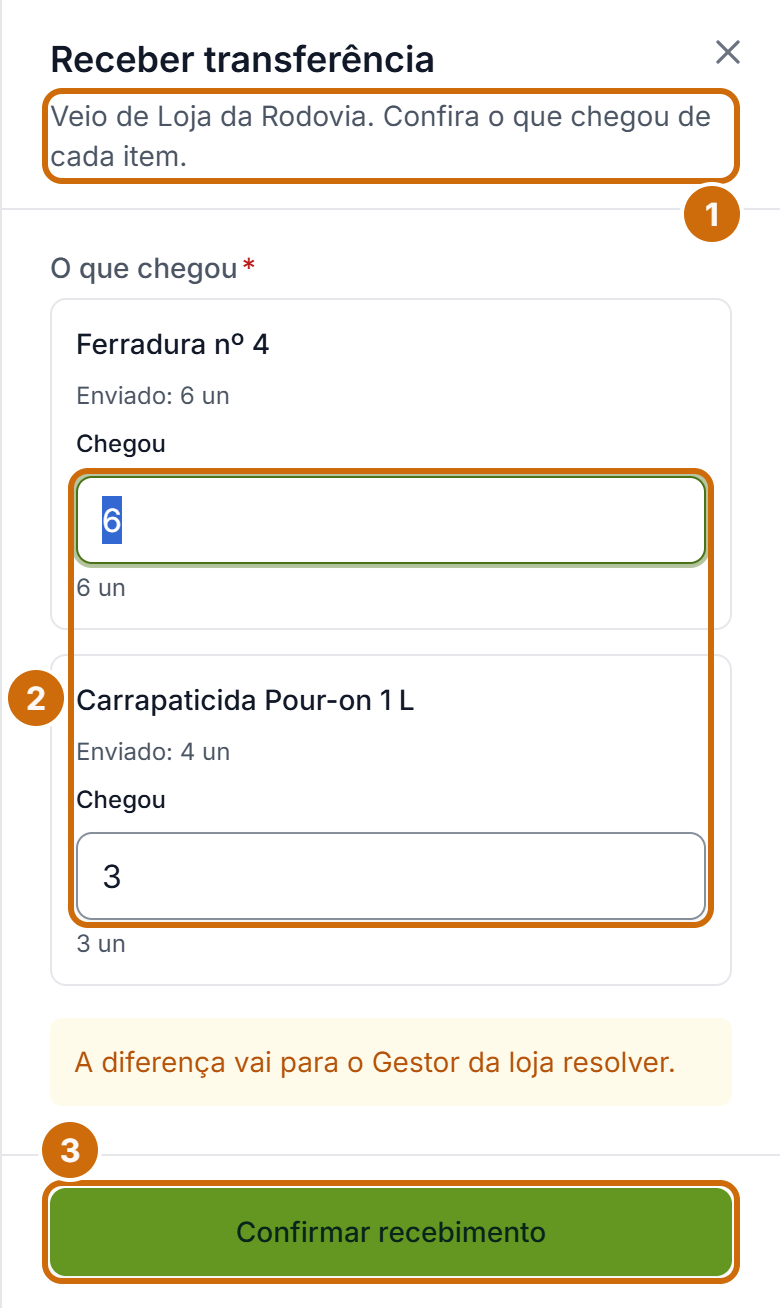 Receber transferência
Veio de Loja da Rodovia. Confira o que chegou de
cada item.
1
O que chegou*
Ferradura nº 4
Enviado: 6 un
Chegou
6
6 un
2
Carrapaticida Pour-on 1 L
Enviado: 4 un
Chegou
3
3 un
A diferença vai para o Gestor da loja resolver.
3
Confirmar recebimento